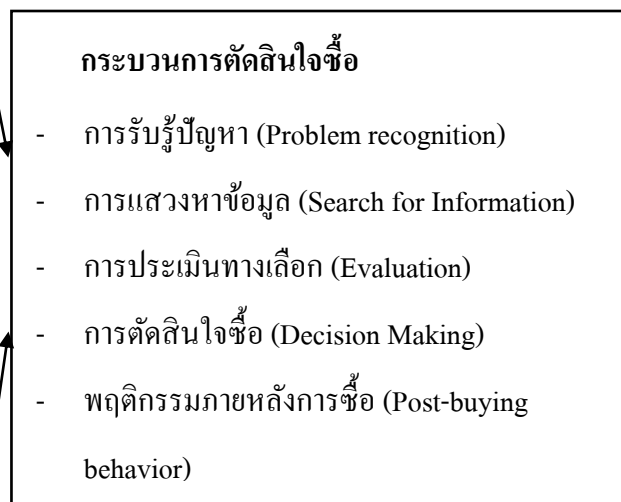 กระบวนการตัดสินใจซื้อ
- การรับรู้ปัญหา (Problem recognition)
- การแสวงหาข้อมูล (Search for Information)
- การประเมินทางเลือก (Evaluation)
- การตัดสินใจซื้อ (Decision Making)
- พฤติกรรมภายหลังการซื้อ (Post-buying
behavior)